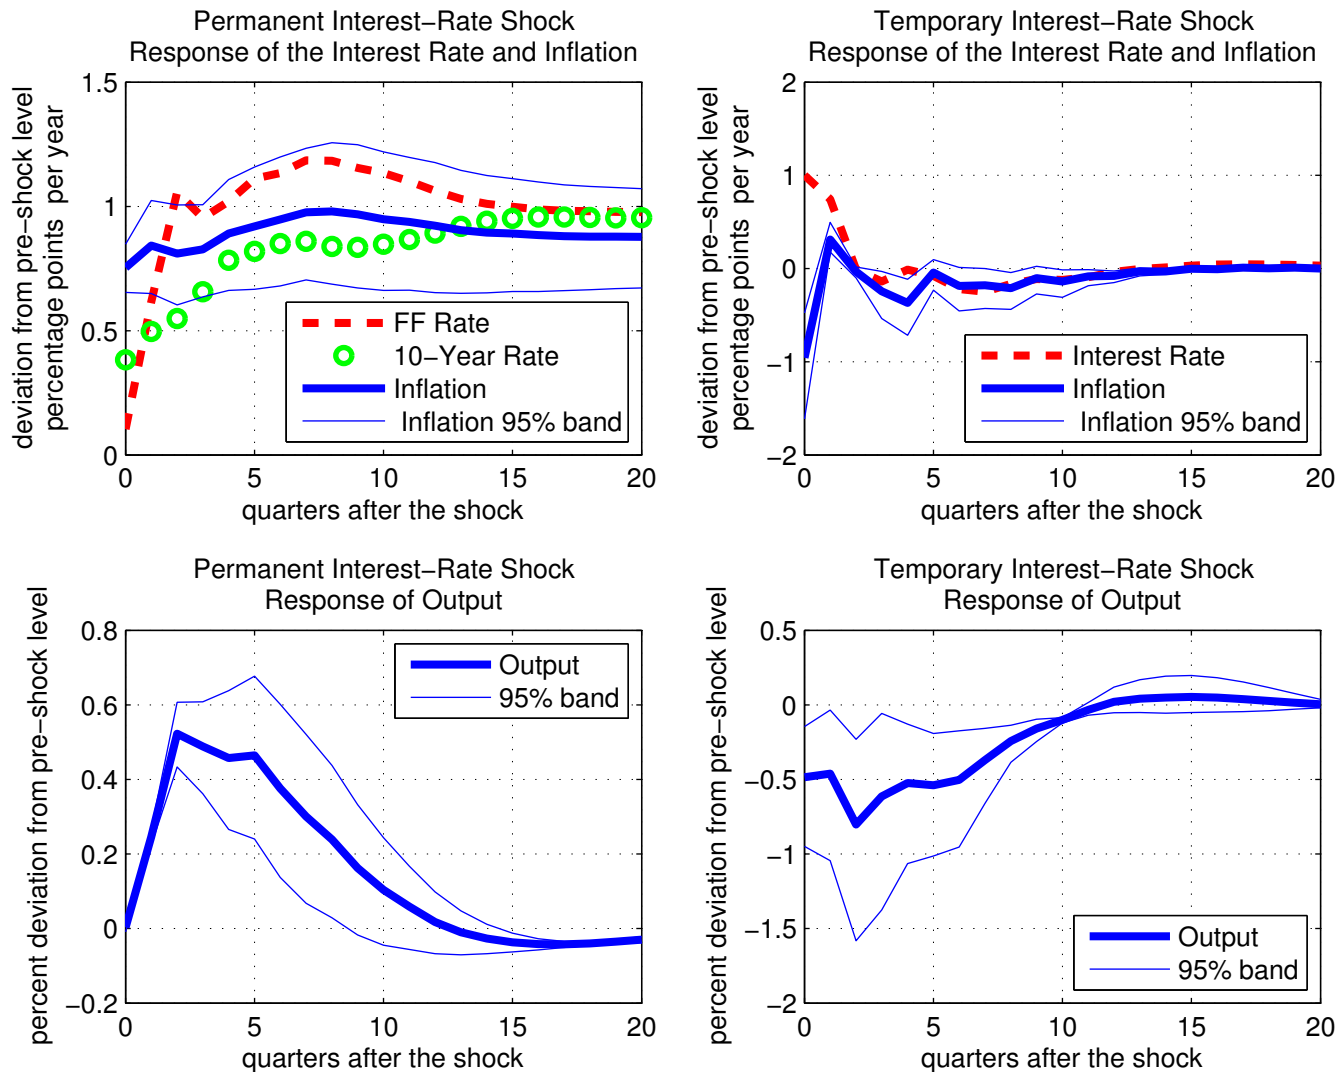 Permanent Interest−Rate Shock
Response of the Interest Rate and Inflation
deviation from pre−shock level
percentage points per year
1.5
1
0.5
0
FF Rate
10−Year Rate
Inflation
Inflation 95% band
0 5 10 15 20
quarters after the shock
Temporary Interest−Rate Shock
Response of the Interest Rate and Inflation
deviation from pre−shock level
percentage points per year
2
1
0
−1
−2
Interest Rate
Inflation
Inflation 95% band
0 5 10 15 20
quarters after the shock
Permanent Interest−Rate Shock
Response of Output
percent deviation from pre−shock level
0.8
0.6
0.4
0.2
0
−0.2
Output
95% band
0 5 10 15 20
quarters after the shock
Temporary Interest−Rate Shock
Response of Output
percent deviation from pre−shock level
0.5
0
−0.5
−1
−1.5
−2
Output
95% band
0 5 10 15 20
quarters after the shock